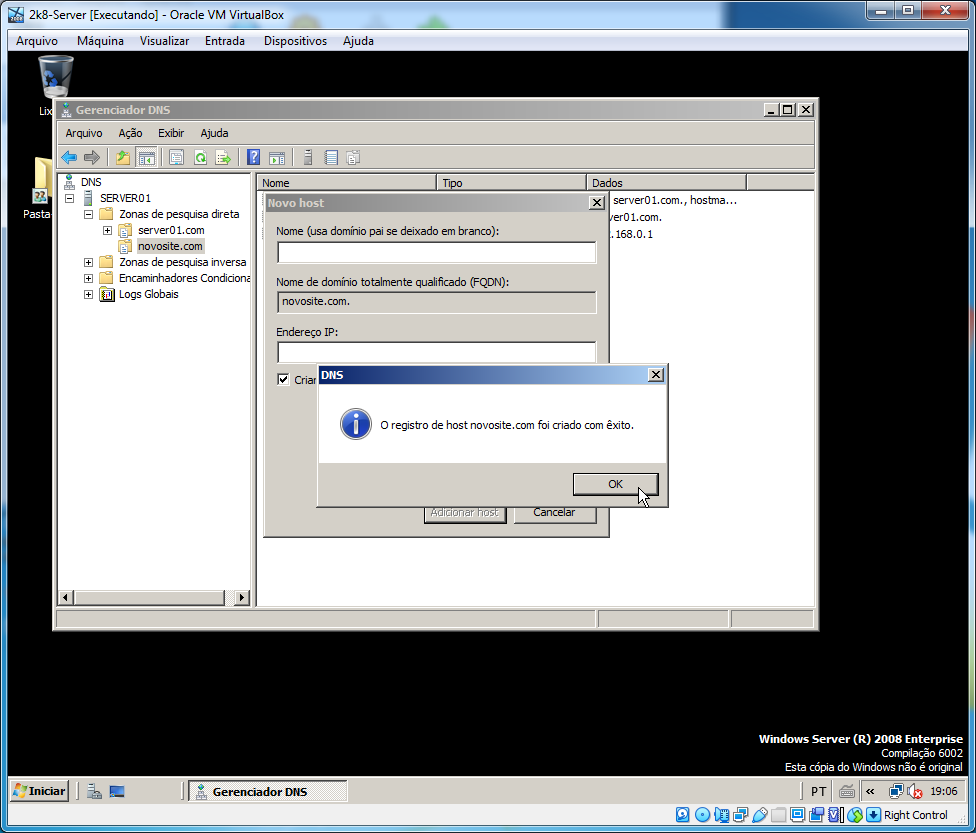 2k8-Server [Executando] - Oracle VM VirtualBox
Arquivo Máquina Visualizar Entrada Dispositivos Ajuda
Lix
Pasta
Gerenciador DNS
Arquivo Ação Exibir Ajuda
DNS
SERVER01
Zonas de pesquisa direta
server01.com
novosite.com
Zonas de pesquisa inversa
Encaminhadores Condiciona
Logs Globais
Nome Tipo Dados
server01.com., hostma...
ver01.com.
.168.0.1
Novo host
Nome (usa domínio pai se deixado em branco):
Nome de domínio totalmente qualificado (FQDN):
novosite.com.
Endereço IP:
Criar
DNS
O registro de host novosite.com foi criado com êxito.
OK
Adicionar host Cancelar
Windows Server (R) 2008 Enterprise
Compilação 6002
Esta cópia do Windows não é original
Iniciar Gerenciador DNS PT « 19:06
Right Control